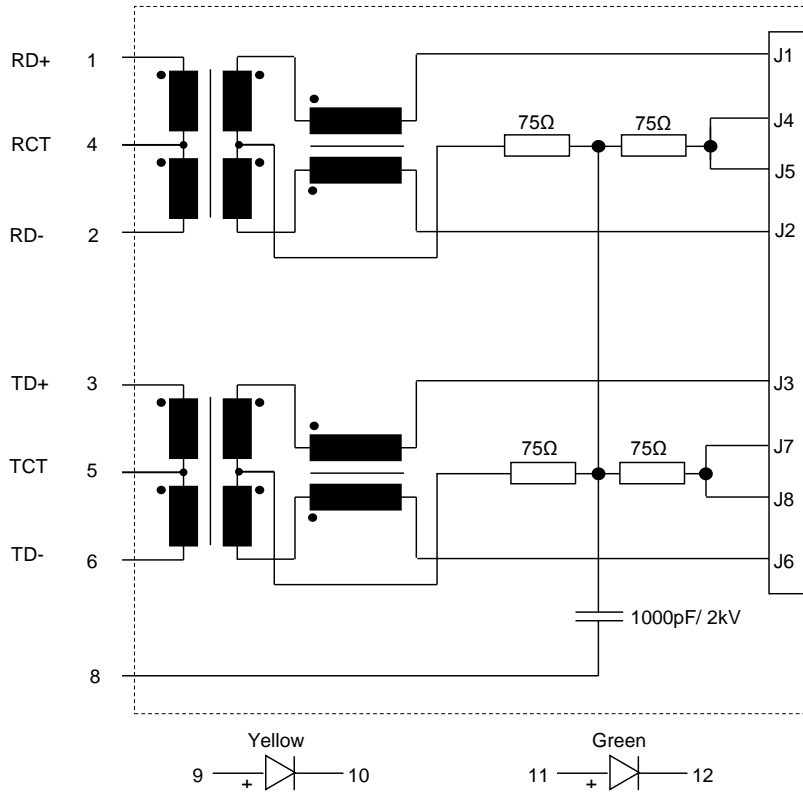 RD+ 1
J1
75Ω 75Ω
J4
RCT 4
J5
RD- 2
J2
TD+ 3
J3
75Ω 75Ω
J7
TCT 5
J8
TD- 6
J6
1000pF/ 2kV
8
Yellow
9 + 10
Green
11 + 12